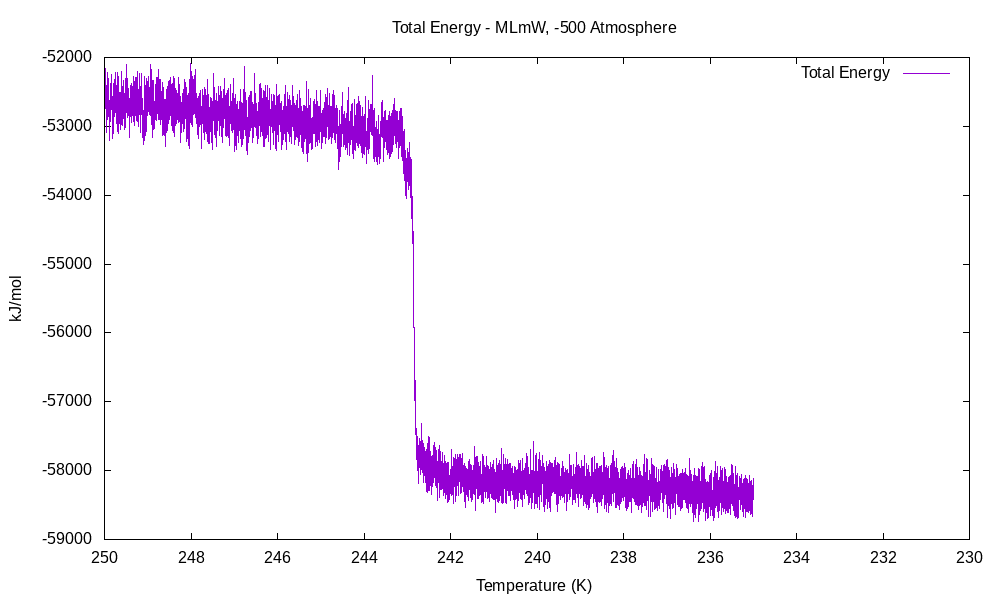 Total Energy - MLmW, -500 Atmosphere
-52000
-53000
-54000
-55000
-56000
-57000
-58000
-59000
kJ/mol
Total Energy
250 248 246 244 242 240 238 236 234 232 230
Temperature (K)